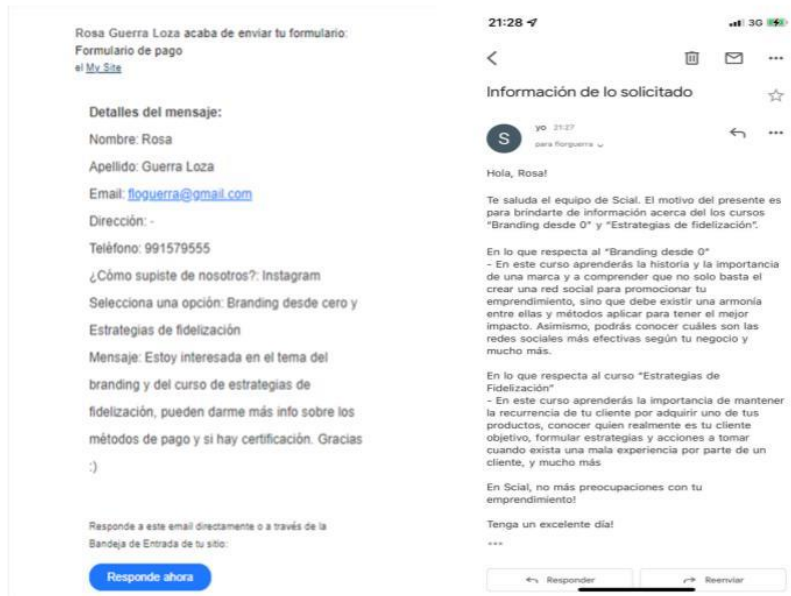 Rosa Guerra Loza acaba de enviar tu formulario:
Formulario de pago
el My Site
Detalles del mensaje:
Nombre: Rosa
Apellido: Guerra Loza
Email: floguerra@gmail.com
Dirección: -
Teléfono: 991579555
¿Cómo supiste de nosotros?: Instagram
Selecciona una opción: Branding desde cero y
Estrategias de fidelización
Mensaje: Estoy interesada en el tema del
branding y del curso de estrategias de
fidelización, pueden darme más info sobre los
métodos de pago y si hay certificación. Gracias
:)
Responde a este email directamente o a través de la
Bandeja de Entrada de tu sitio:
Responde ahora
21:28
3G
Información de lo solicitado
S
yo 21:27
para florguerra
Hola, Rosa!
Te saluda el equipo de Scial. El motivo del presente es
para brindarte de información acerca del los cursos
"Branding desde 0" y "Estrategias de fidelización".
En lo que respecta al "Branding desde 0"
- En este curso aprenderás la historia y la importancia
de una marca y a comprender que no solo basta el
crear una red social para promocionar tu
emprendimiento, sino que debe existir una armonía
entre ellas y métodos aplicar para tener el mejor
impacto. Asimismo, podrás conocer cuáles son las
redes sociales más efectivas según tu negocio y
mucho más.
En lo que respecta al curso "Estrategias de
Fidelización"
- En este curso aprenderás la importancia de mantener
la recurrencia de tu cliente por adquirir uno de tus
productos, conocer quien realmente es tu cliente
objetivo, formular estrategias y acciones a tomar
cuando exista una mala experiencia por parte de un
cliente, y mucho más
En Scial, no más preocupaciones con tu
emprendimiento!
Tenga un excelente día!
Responder
Reenviar